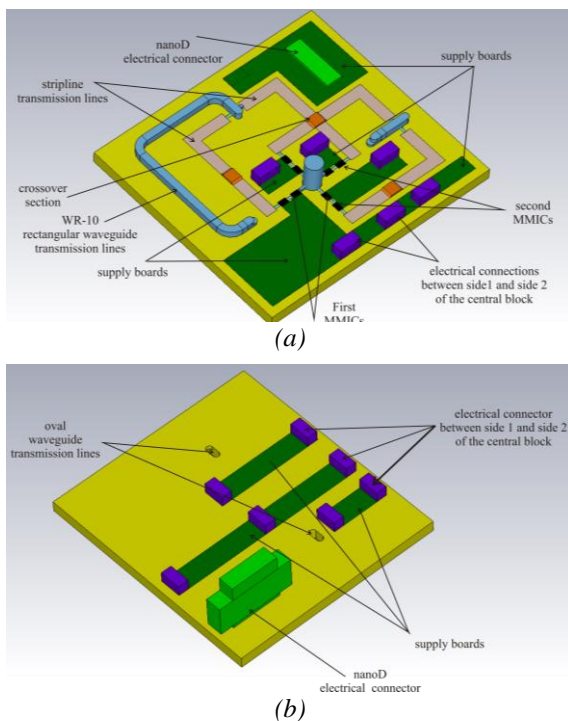 nanoD
electrical connector
supply boards
stripline
transmission lines
crossover
section
WR-10
rectangular waveguide
transmission lines
second
MMICs
supply boards
electrical connections
between side1 and side 2
of the central block
First
MMICs
(a)
oval
waveguide
transmission lines
electrical connector
between side 1 and side 2
of the central block
supply boards
nanoD
electrical connector
(b)